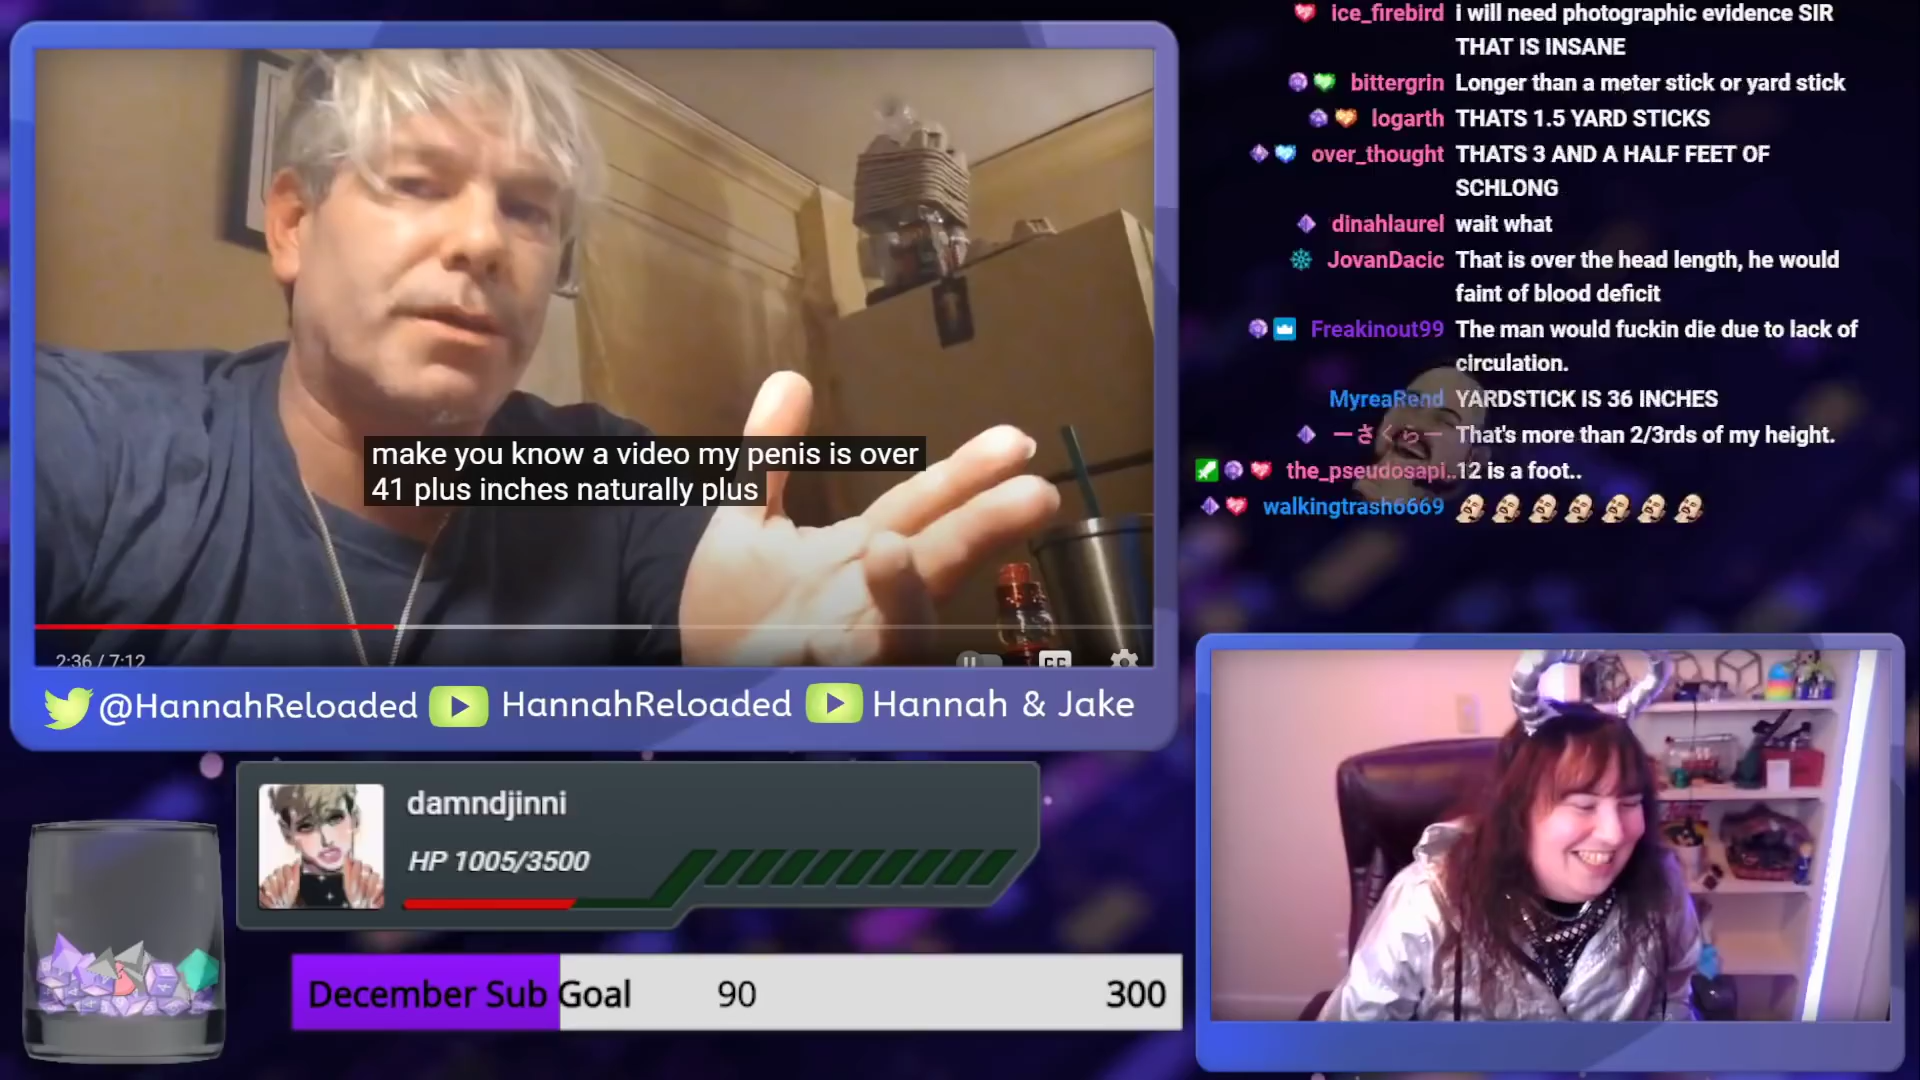 make you know a video my penis is over
41 plus inches naturally plus
2:36 / 7:12
CC
@HannahReloaded HannahReloaded Hannah & Jake
damndjinni
HP 1005/3500
December Sub Goal 90 300
ice_firebird i will need photographic evidence SIR
THAT IS INSANE
bittergrin Longer than a meter stick or yard stick
logarth THATS 1.5 YARD STICKS
over_thought THATS 3 AND A HALF FEET OF
SCHLONG
dinahlaurel wait what
JovanDacic That is over the head length, he would
faint of blood deficit
Freakinout99 The man would fuckin die due to lack of
circulation.
MyreaRend YARDSTICK IS 36 INCHES
That's more than 2/3rds of my height.
the_pseudosapi..12 is a foot..
walkingtrash6669